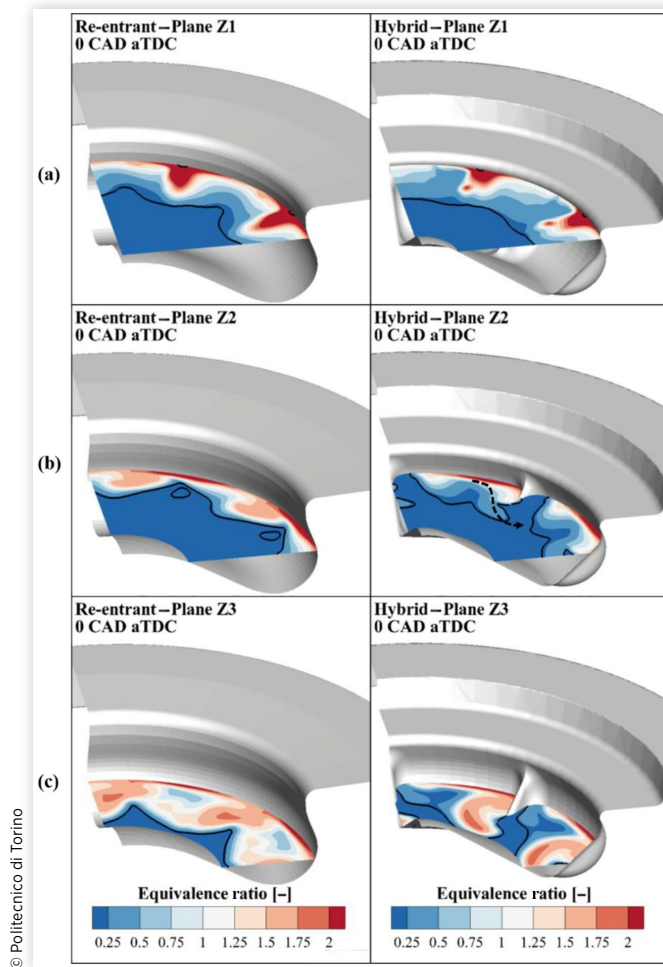 Re-entrant – Plane Z1
0 CAD aTDC
Hybrid – Plane Z1
0 CAD aTDC
(a)
Re-entrant – Plane Z2
0 CAD aTDC
Hybrid – Plane Z2
0 CAD aTDC
(b)
Re-entrant – Plane Z3
0 CAD aTDC
Hybrid – Plane Z3
0 CAD aTDC
(c)
Equivalence ratio [–]
0.25 0.5 0.75 1 1.25 1.5 1.75 2
Equivalence ratio [–]
0.25 0.5 0.75 1 1.25 1.5 1.75 2
© Politecnico di Torino